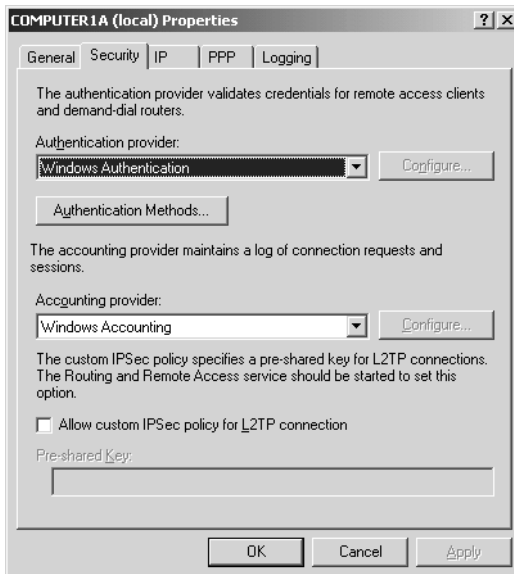 COMPUTER1A (local) Properties
General Security IP PPP Logging
The authentication provider validates credentials for remote access clients
and demand-dial routers.
Authentication provider:
Windows Authentication Configure...
Authentication Methods...
The accounting provider maintains a log of connection requests and
sessions.
Accounting provider:
Windows Accounting Configure...
The custom IPSec policy specifies a pre-shared key for L2TP connections.
The Routing and Remote Access service should be started to set this
option.
Allow custom IPSec policy for L2TP connection
Pre-shared Key:
OK Cancel Apply